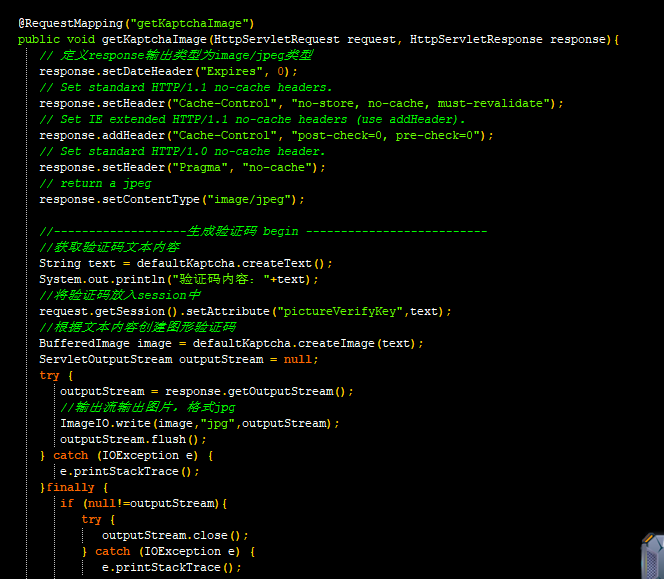 @RequestMapping("getKaptchaImage")
public void getKaptchaImage(HttpServletRequest request, HttpServletResponse response){
// 定义response输出类型为image/jpeg类型
response.setDateHeader("Expires", 0);
// Set standard HTTP/1.1 no-cache headers.
response.setHeader("Cache-Control", "no-store, no-cache, must-revalidate");
// Set IE extended HTTP/1.1 no-cache headers (use addHeader).
response.addHeader("Cache-Control", "post-check=0, pre-check=0");
// Set standard HTTP/1.0 no-cache header.
response.setHeader("Pragma", "no-cache");
// return a jpeg
response.setContentType("image/jpeg");
//------------------- 生成验证码 begin --------------------------
//获取验证码文本内容
String text = defaultKaptcha.createText();
System.out.println("验证码内容: "+text);
//将验证码放入session中
request.getSession().setAttribute("pictureVerifyKey",text);
//根据文本内容创建图形验证码
BufferedImage image = defaultKaptcha.createImage(text);
ServletOutputStream outputStream = null;
try {
outputStream = response.getOutputStream();
//输出流输出图片，格式jpg
ImageIO.write(image,"jpg",outputStream);
outputStream.flush();
} catch (IOException e) {
e.printStackTrace();
}finally {
if (null!=outputStream){
try {
outputStream.close();
} catch (IOException e) {
e.printStackTrace();